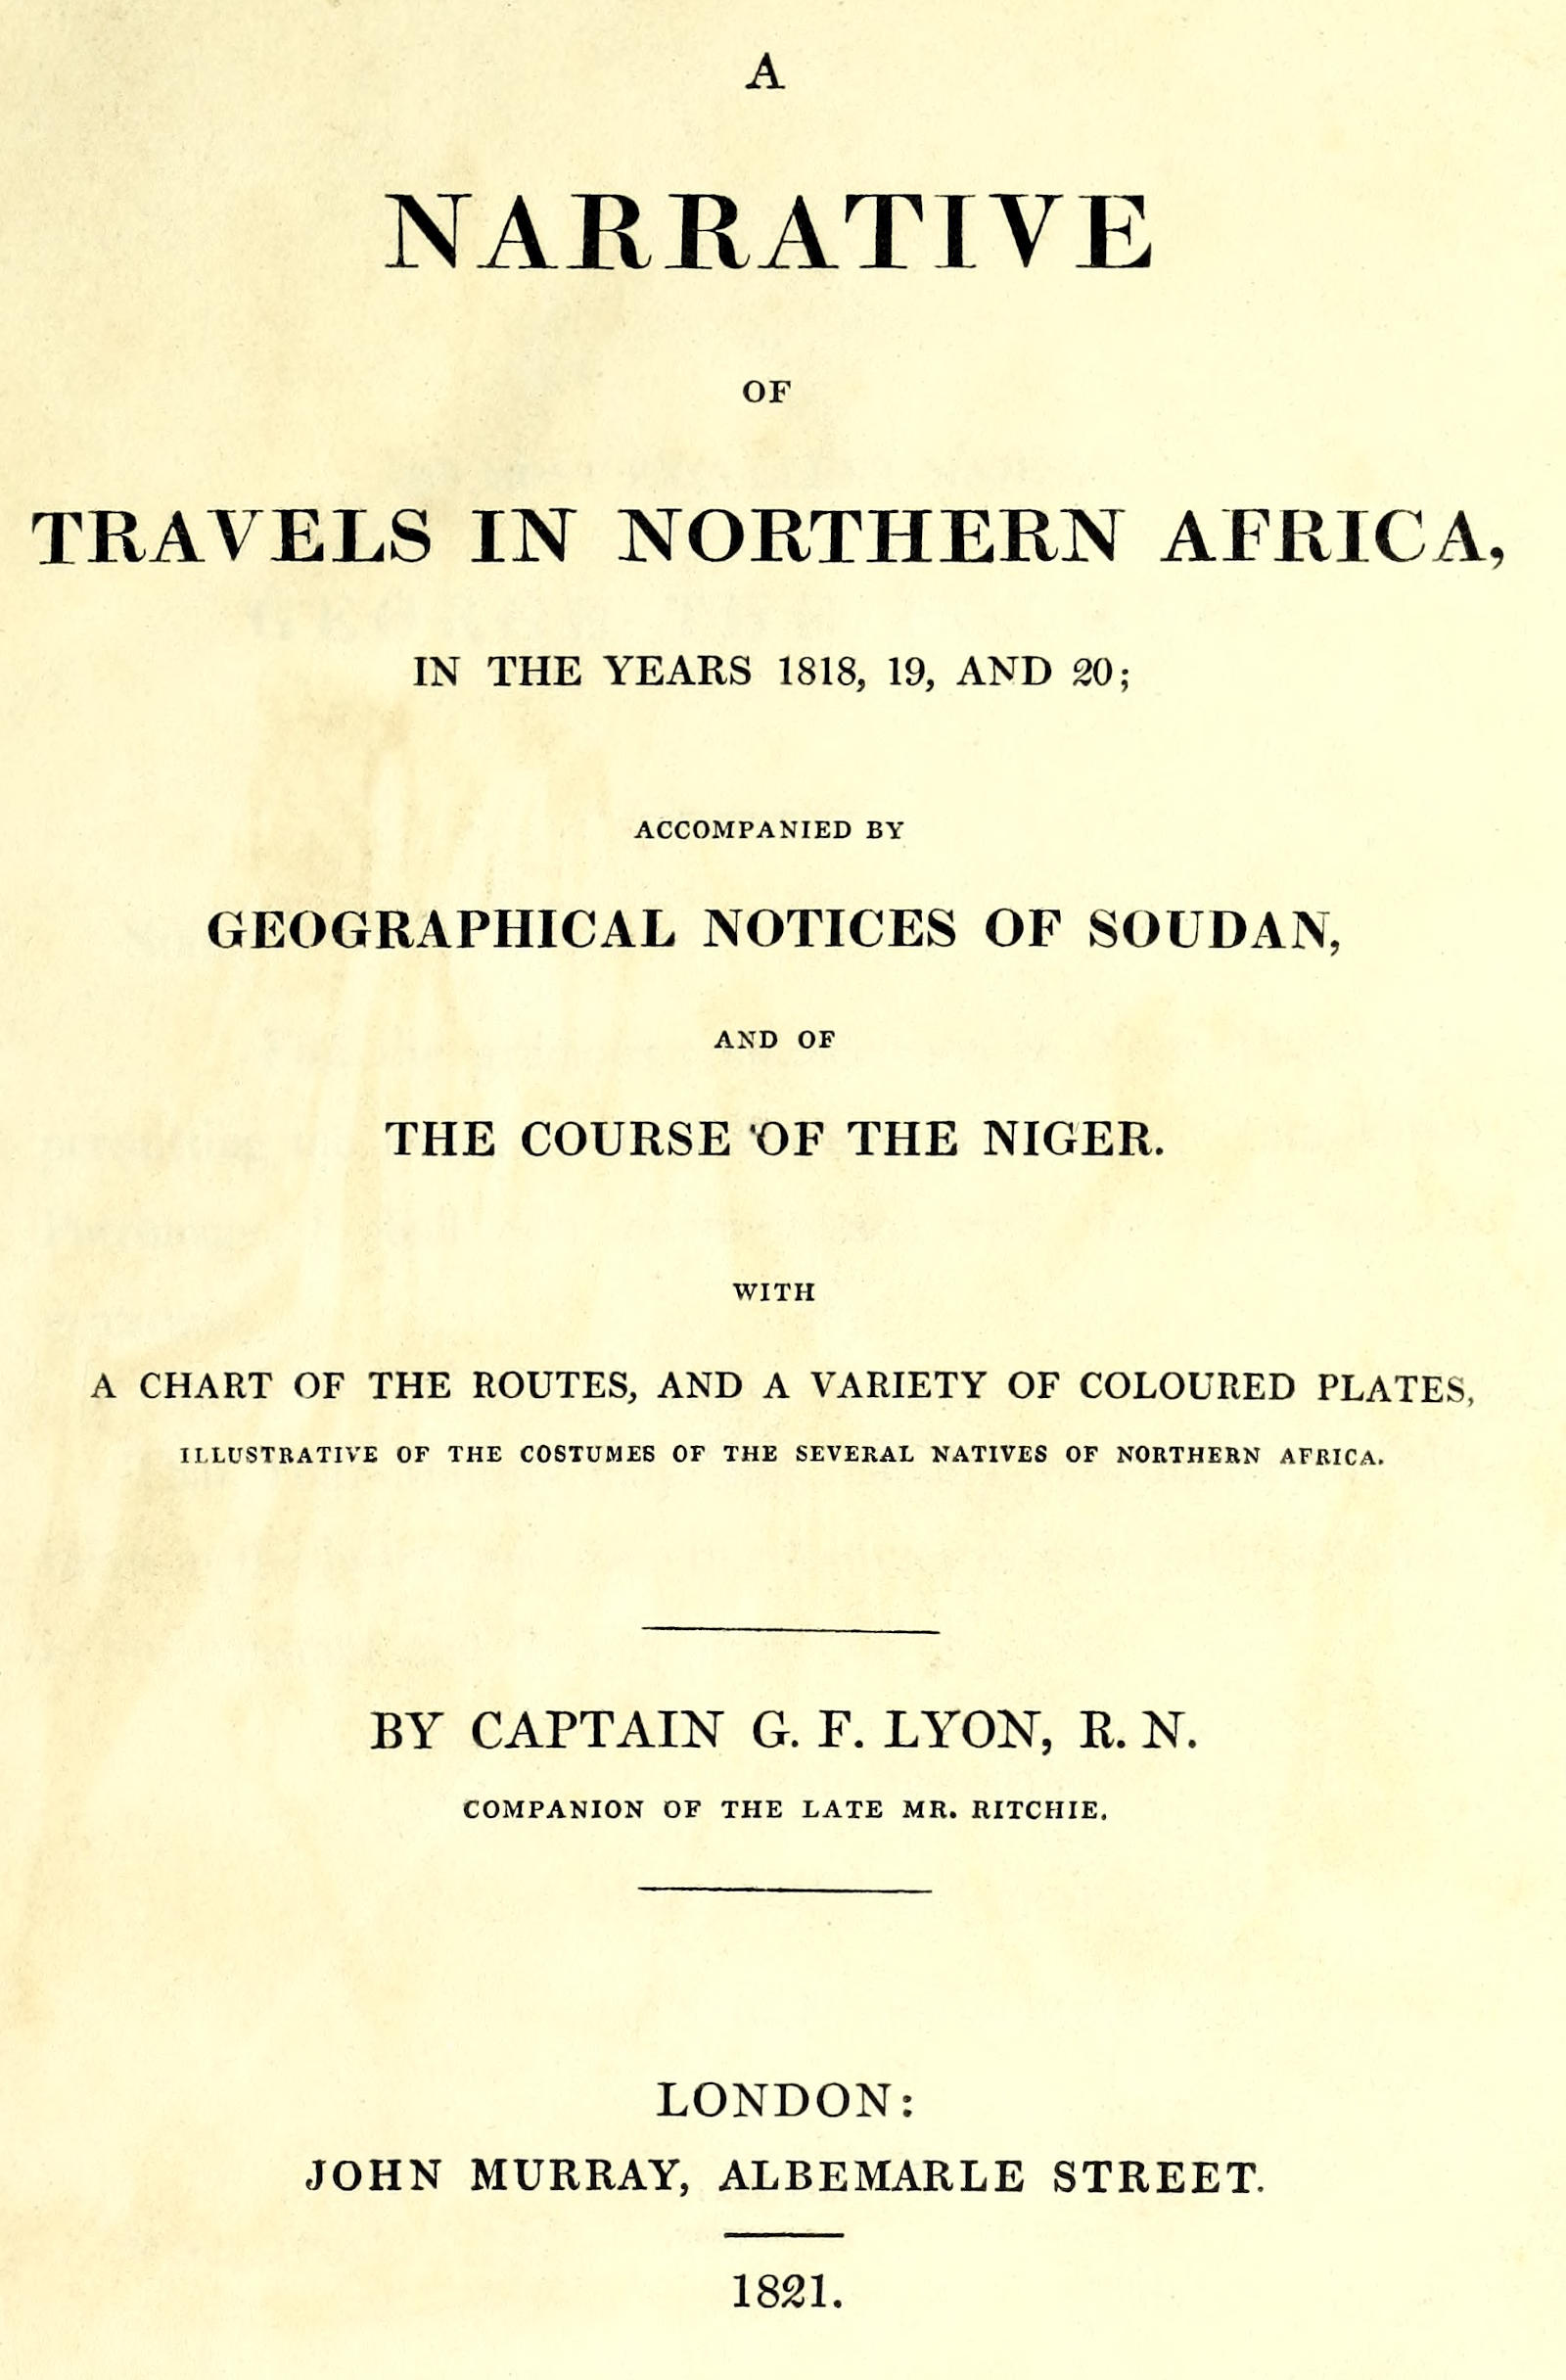 A
NARRATIVE
OF
TRAVELS IN NORTHERN AFRICA,
IN THE YEARS 1818, 19, AND 20;
ACCOMPANIED BY
GEOGRAPHICAL NOTICES OF SOUDAN,
AND OF
THE COURSE OF THE NIGER.
WITH
A CHART OF THE ROUTES, AND A VARIETY OF COLOURED PLATES,
ILLUSTRATIVE OF THE COSTUMES OF THE SEVERAL NATIVES OF NORTHERN AFRICA.
BY CAPTAIN G. F. LYON, R. N.
COMPANION OF THE LATE MR. RITCHIE.
LONDON:
JOHN MURRAY, ALBEMARLE STREET.
1821.